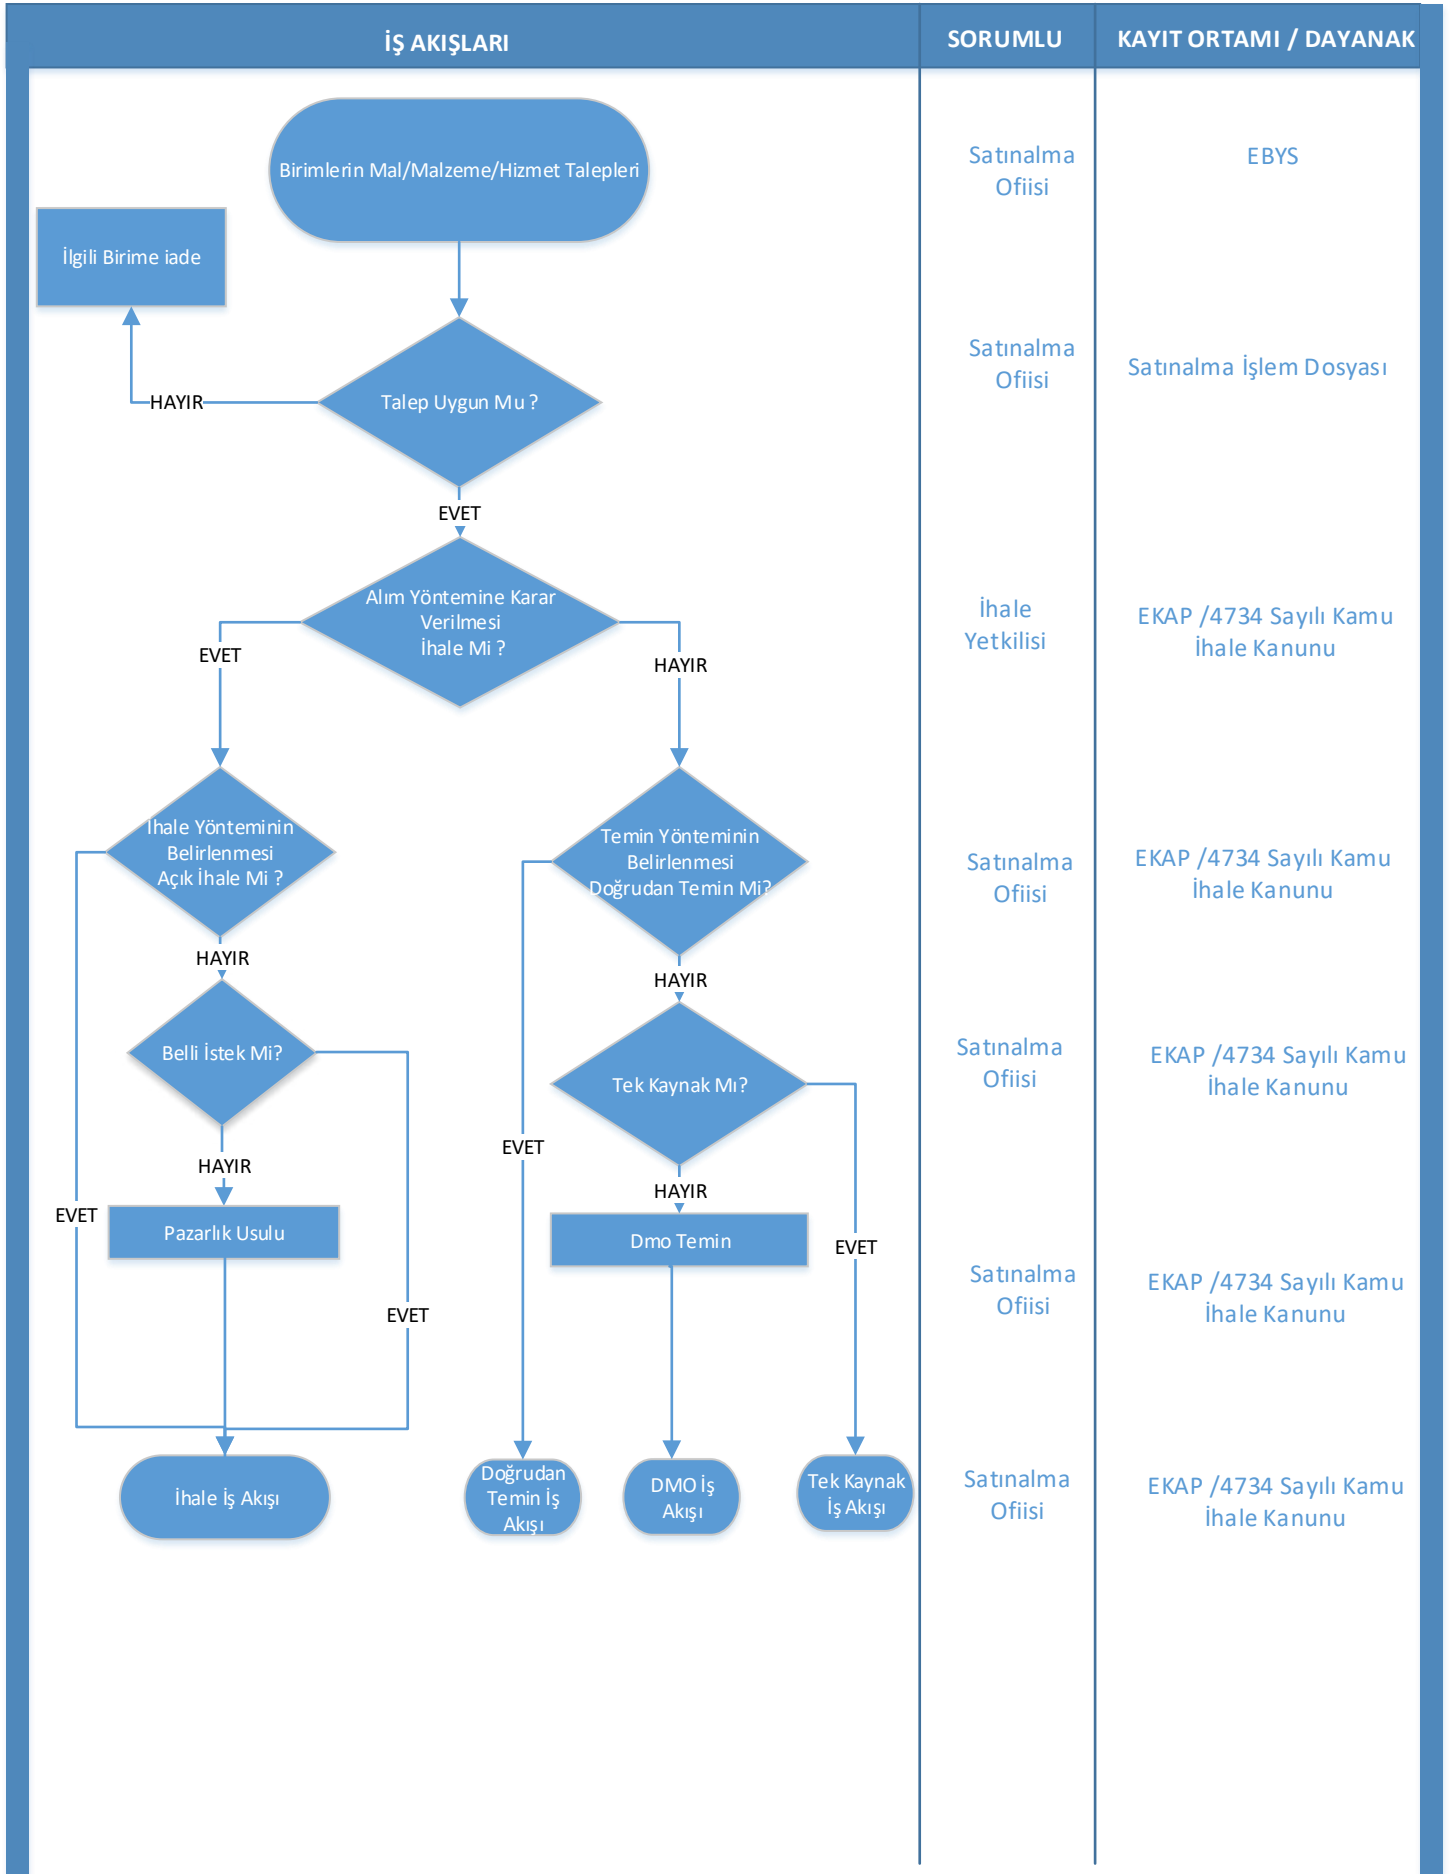 İŞ AKIŞLARI
SORUMLU
KAYIT ORTAMI / DAYANAK
Birimlerin Mal/Malzeme/Hizmet Talepleri
Satınalma
Ofiisi
EBYS
İlgili Birime iade
HAYIR
Talep Uygun Mu ?
Satınalma
Ofiisi
Satınalma İşlem Dosyası
EVET
Alım Yöntemine Karar
Verilmesi
İhale Mi ?
İhale
Yetkilisi
EKAP /4734 Sayılı Kamu
İhale Kanunu
EVET
HAYIR
İhale Yönteminin
Belirlenmesi
Açık İhale Mi ?
Temin Yönteminin
Belirlenmesi
Doğrudan Temin Mi?
Satınalma
Ofiisi
EKAP /4734 Sayılı Kamu
İhale Kanunu
HAYIR
HAYIR
Belli İstek Mi?
Tek Kaynak Mı?
Satınalma
Ofiisi
EKAP /4734 Sayılı Kamu
İhale Kanunu
EVET
HAYIR
HAYIR
EVET
Pazarlık Usulu
Dmo Temin
EVET
EVET
Satınalma
Ofiisi
EKAP /4734 Sayılı Kamu
İhale Kanunu
İhale İş Akışı
Doğrudan
Temin İş
Akışı
DMO İş
Akışı
Tek Kaynak
İş Akışı
Satınalma
Ofiisi
EKAP /4734 Sayılı Kamu
İhale Kanunu